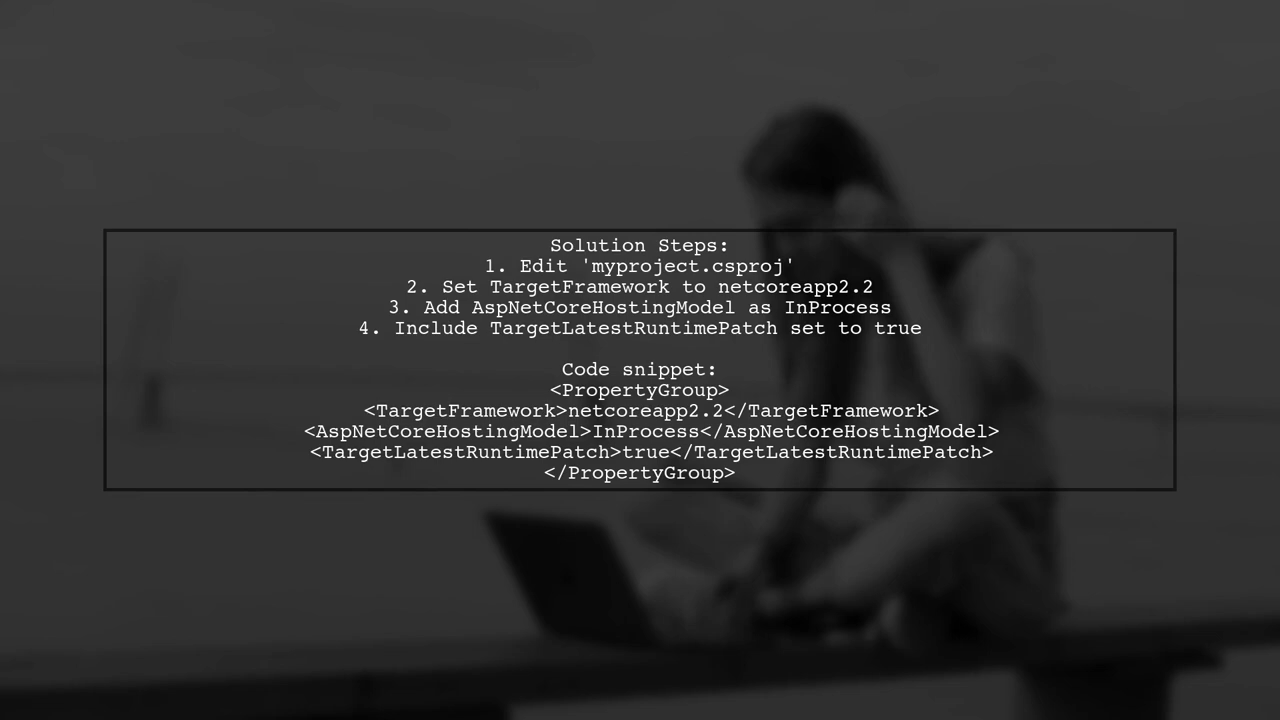 Solution Steps:
1. Edit 'myproject.csproj'
2. Set TargetFramework to netcoreapp2.2
3. Add AspNetCoreHostingModel as InProcess
4. Include TargetLatestRuntimePatch set to true
Code snippet:
<PropertyGroup>
<TargetFramework>netcoreapp2.2</TargetFramework>
<AspNetCoreHostingModel>InProcess</AspNetCoreHostingModel>
<TargetLatestRuntimePatch>true</TargetLatestRuntimePatch>
</PropertyGroup>